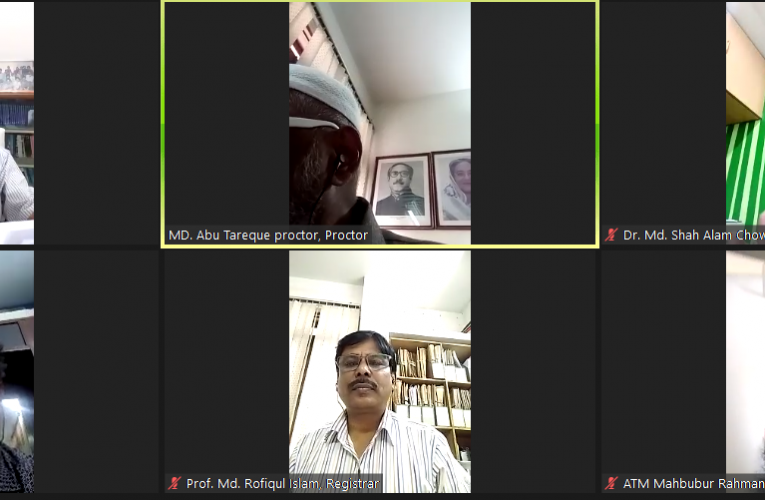 MD. Abu Tareque proctor, Proctor
Dr. Md. Shah Alam Chow
Prof. Md. Rofiqul Islam, Registrar
ATM Mahbubur Rahman